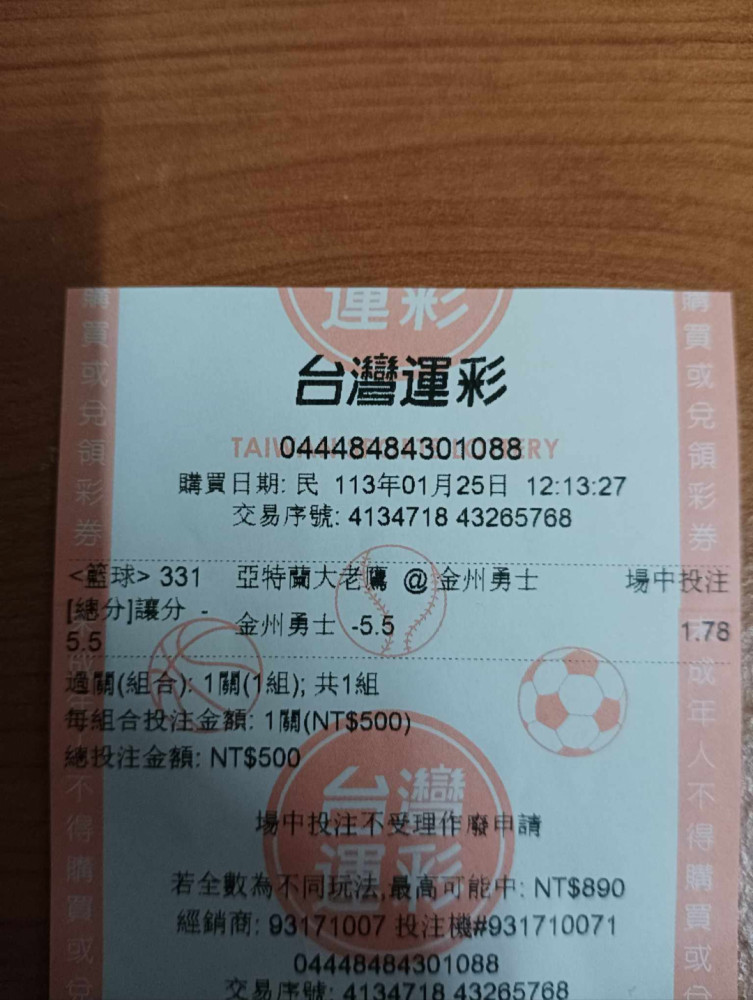 運彩
台灣運彩
TAIWAN SPORTS LOTTERY
04448484301088
購買日期: 民 113年01月25日 12:13:27
交易序號: 4134718 43265768
<籃球> 331 亞特蘭大老鷹 @ 金州勇士 場中投注
[總分]讓分 -
5.5 金州勇士 -5.5 1.78
過關(組合): 1關(1組); 共1組
每組合投注金額: 1關(NT$500)
總投注金額: NT$500
台灣
運彩
場中投注不受理作廢申請
若全數為不同玩法,最高可能中: NT$890
經銷商: 93171007 投注機#931710071
04448484301088
交易序號: 4134718 43265768
購買或兌領彩券
成年人不得購買或
購買或兌領彩券
成年人不得購買或